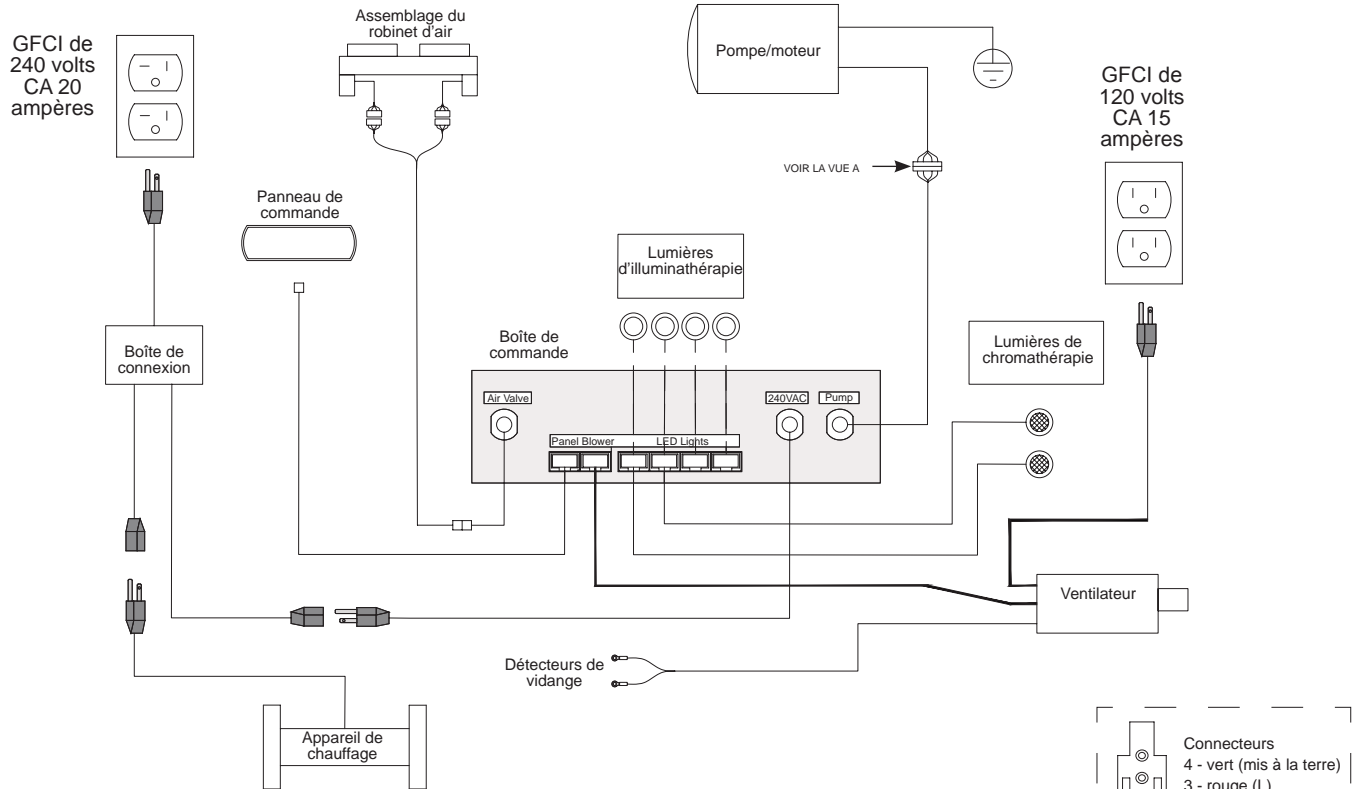 Assemblage du
robinet d'air
GFCI de
240 volts
CA 20
ampères
Pompe/moteur
GFCI de
120 volts
CA 15
ampères
VOIR LA VUE A
Panneau de
commande
Lumières
d'illuminathérapie
Boîte de
connexion
Boîte de
commande
Lumières de
chromathérapie
Air Valve
240VAC
Pump
Panel Blower
LED Lights
Ventilateur
Détecteurs de
vidange
Appareil de
chauffage
Connecteurs
4 - vert (mis à la terre)
3 - rouge (L)